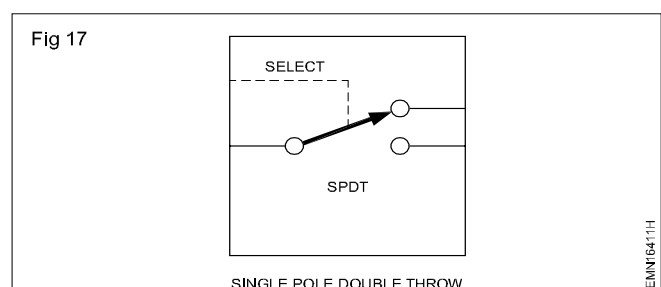 Fig 17
SELECT
SPDT
SINGLE POLE DOUBLE THROW
EMN16411H